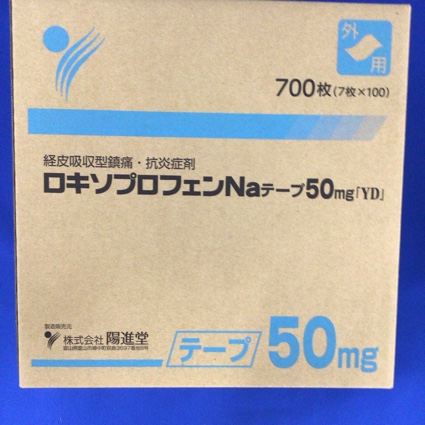 外用
700枚(7枚×100)
経皮吸収型鎮痛・抗炎症剤
ロキソプロフェンNaテープ50mg「YD」
製造販売元
株式会社 陽進堂
テープ 50mg